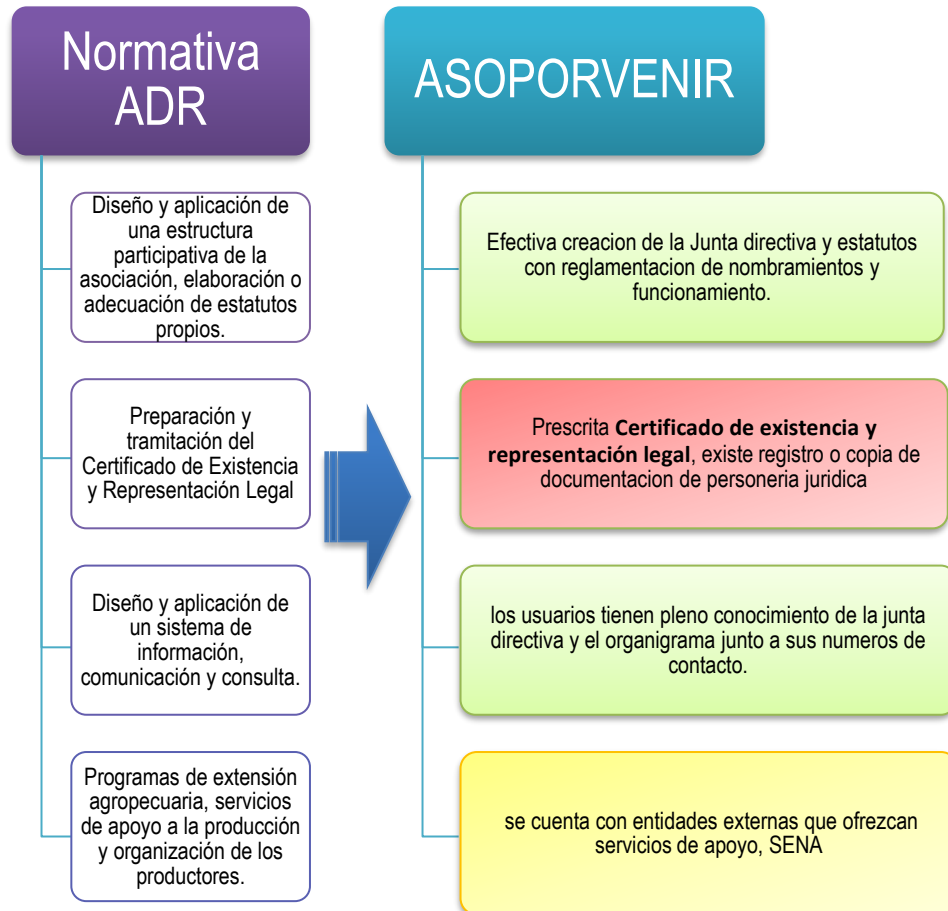 Normativa
ADR
Diseño y aplicación de
una estructura
participativa de la
asociación, elaboración o
adecuación de estatutos
propios.
Preparación y
tramitación del
Certificado de Existencia
y Representación Legal
Diseño y aplicación de
un sistema de
información,
comunicación y consulta.
Programas de extensión
agropecuaria, servicios
de apoyo a la producción
y organización de los
productores.
ASOPORVENIR
Efectiva creacion de la Junta directiva y estatutos
con reglamentacion de nombramientos y
funcionamiento.
Prescrita Certificado de existencia y
representación legal, existe registro o copia de
documentacion de personeria juridica
los usuarios tienen pleno conocimiento de la junta
directiva y el organigrama junto a sus numeros de
contacto.
se cuenta con entidades externas que ofrezcan
servicios de apoyo, SENA